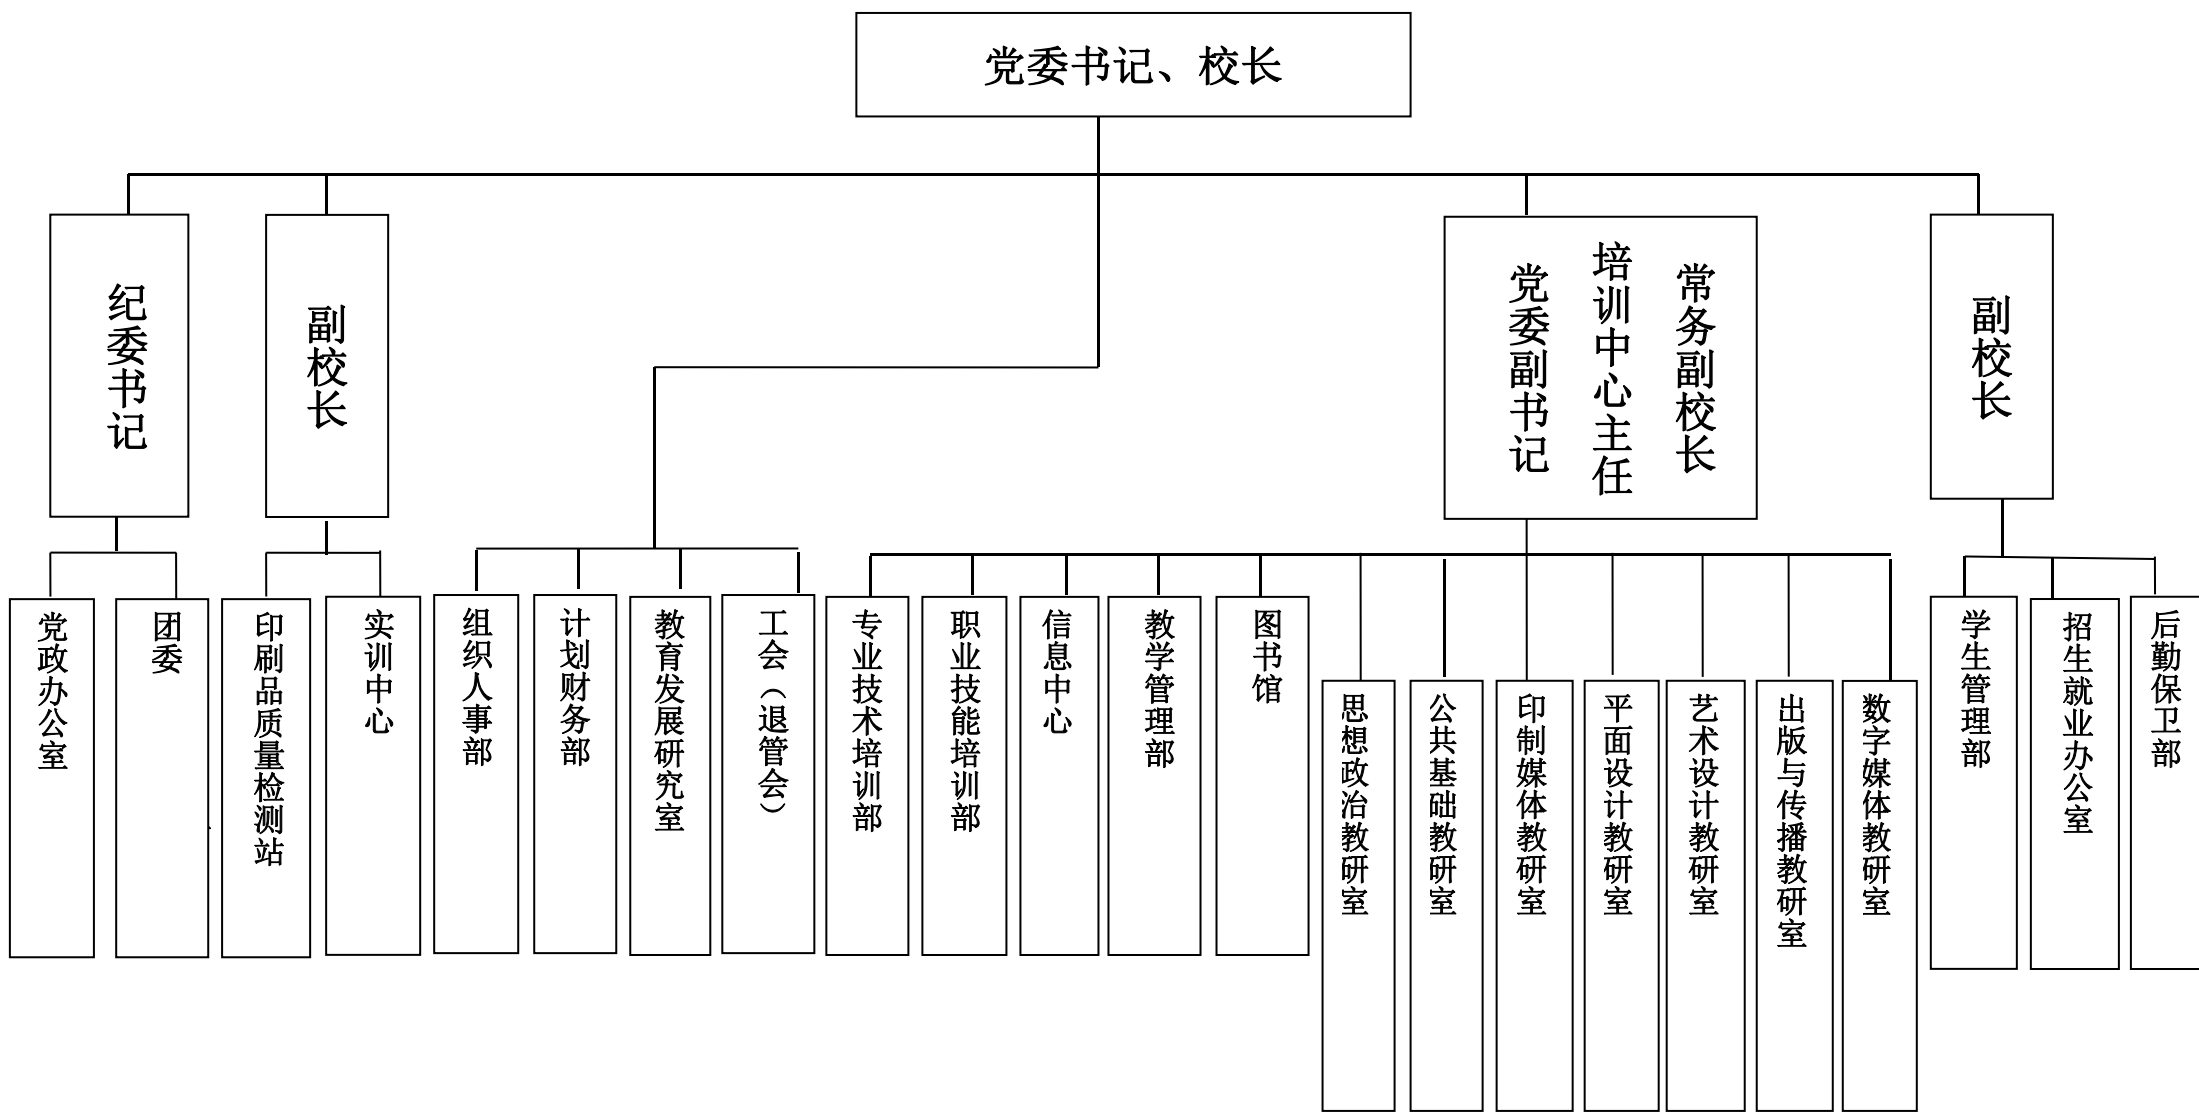 党委书记、校长
纪委书记
副校长
党委副书记
培训中心主任
常务副校长
副校长
党政办公室
团委
印刷品质量检测站
实训中心
组织人事部
计划财务部
教育发展研究室
工会（退管会）
专业技术培训部
职业技能培训部
信息中心
教学管理部
图书馆
思想政治教研室
公共基础教研室
印制媒体教研室
平面设计教研室
艺术设计教研室
出版与传播教研室
数字媒体教研室
学生管理部
招生就业办公室
后勤保卫部